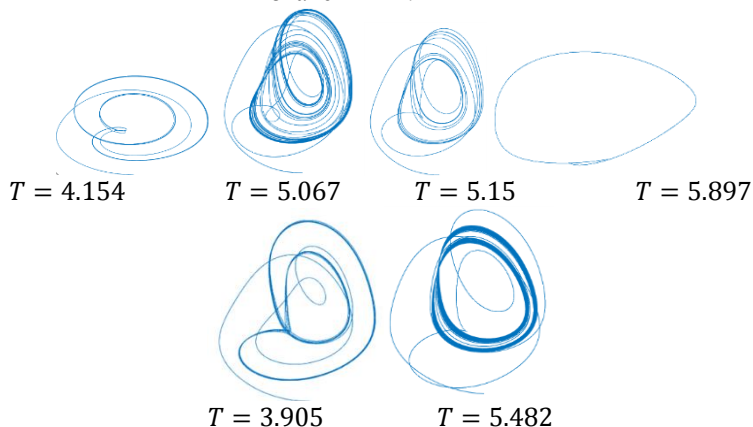 T = 4.154 T = 5.067 T = 5.15 T = 5.897
T = 3.905 T = 5.482